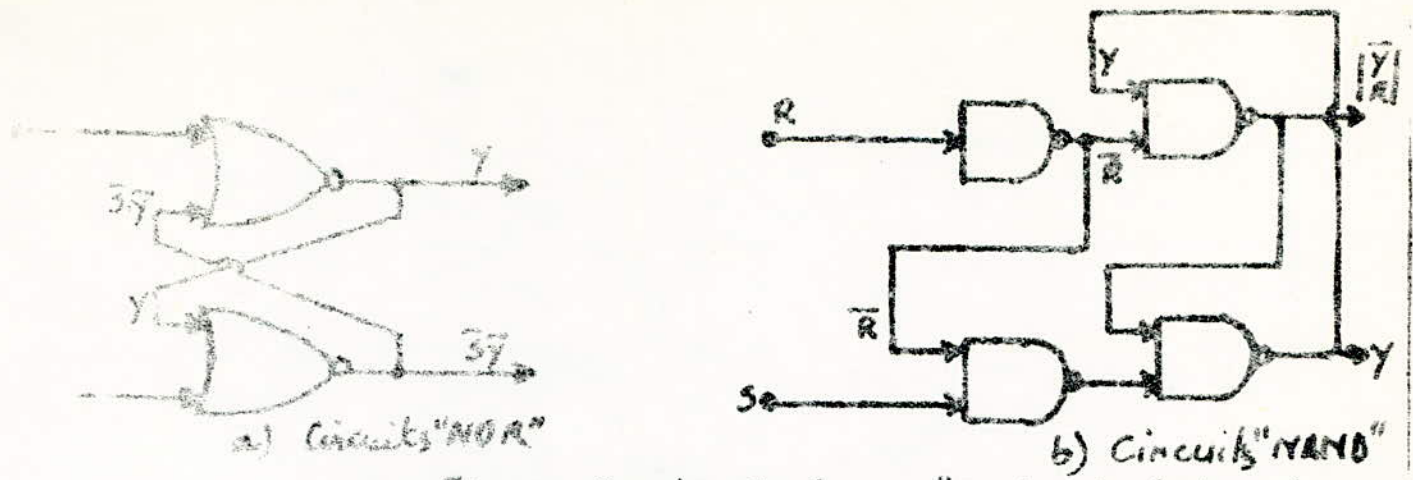 Y
S̄Ȳ
Y
S̄Ȳ
a) Circuits "NOR"
R
Y
R̄
Ȳ
R
R̄
S
Y
b) Circuits "NAND"